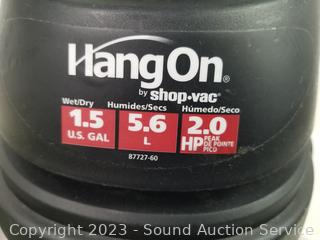 HangOn®
by shop·vac®
Wet/Dry Humides/Secs Húmedo/Seco
1.5 U.S. GAL
5.6 L
2.0 HP PEAK DE POINTE PICO
87727-60
Copyright 2023 - Sound Auction Service